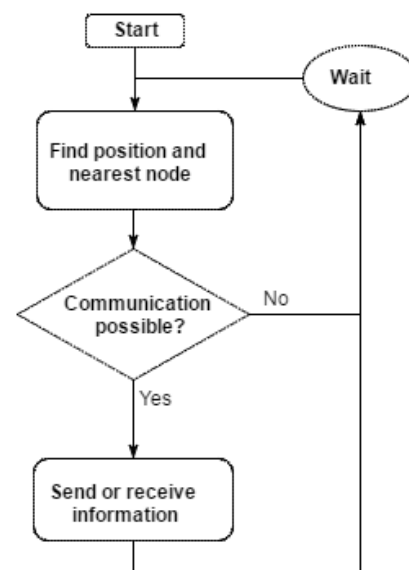 Start
Wait
Find position and
nearest node
Communication
possible?
No
Yes
Send or receive
information